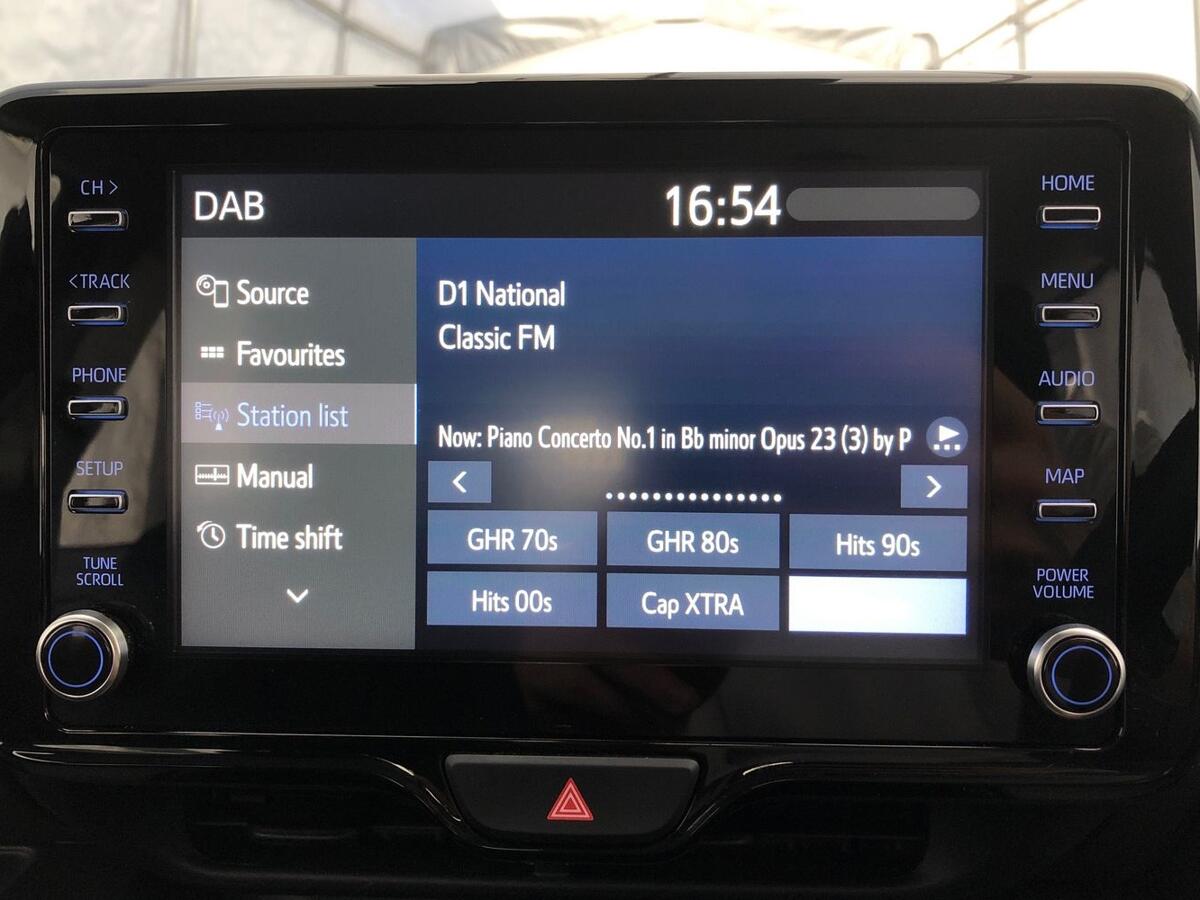 CH >
<TRACK
PHONE
SETUP
TUNE
SCROLL
DAB
16:54
Source
Favourites
Station list
Manual
Time shift
D1 National
Classic FM
Now: Piano Concerto No.1 in Bb minor Opus 23 (3) by P
GHR 70s
GHR 80s
Hits 90s
Hits 00s
Cap XTRA
HOME
MENU
AUDIO
MAP
POWER
VOLUME